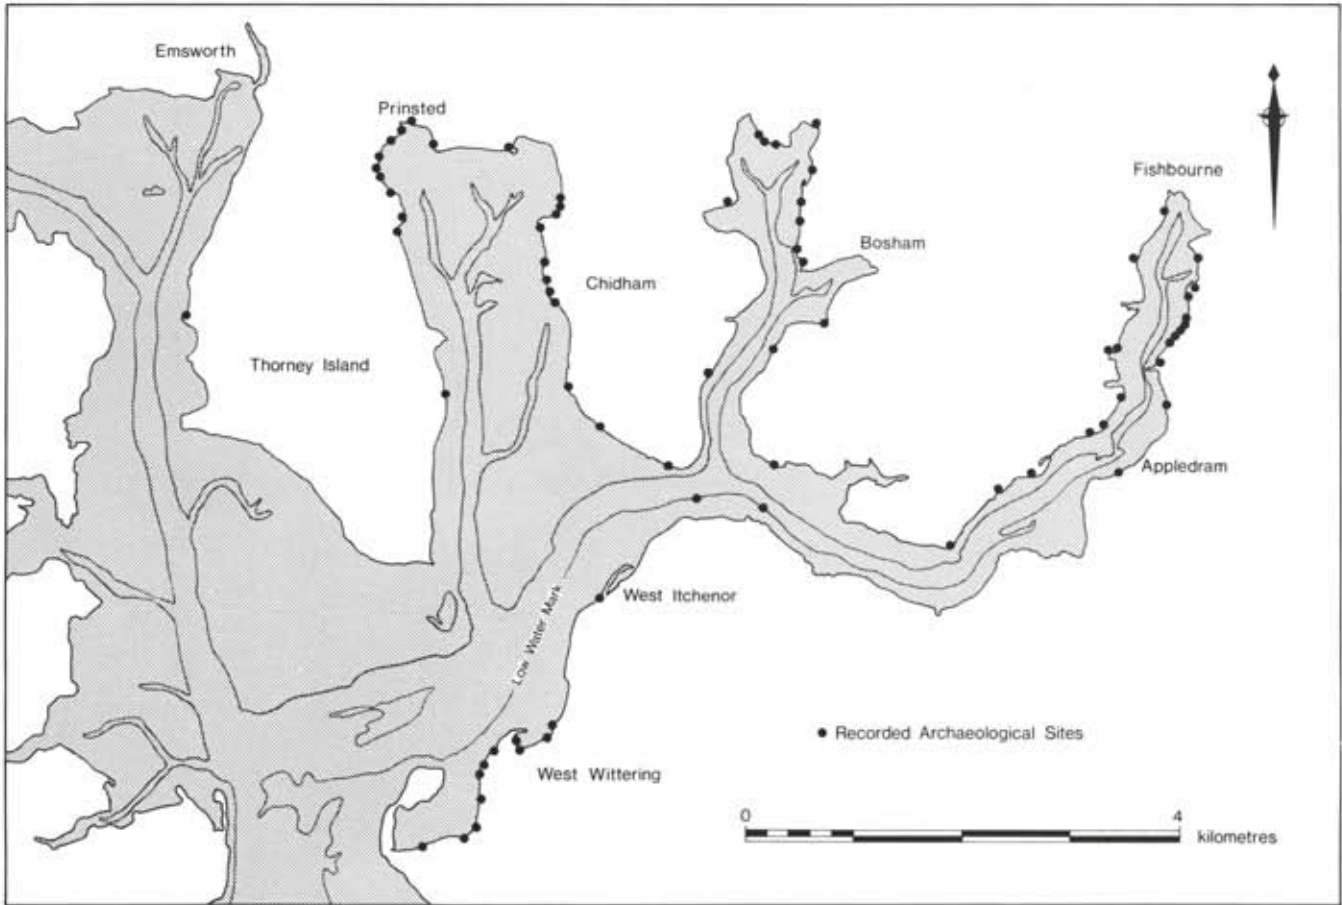 Emsworth
Prinsted
Fishbourne
Bosham
Chidham
Thorney Island
Appledram
West Itchenor
Low Water Mark
Recorded Archaeological Sites
West Wittering
0
4
kilometres